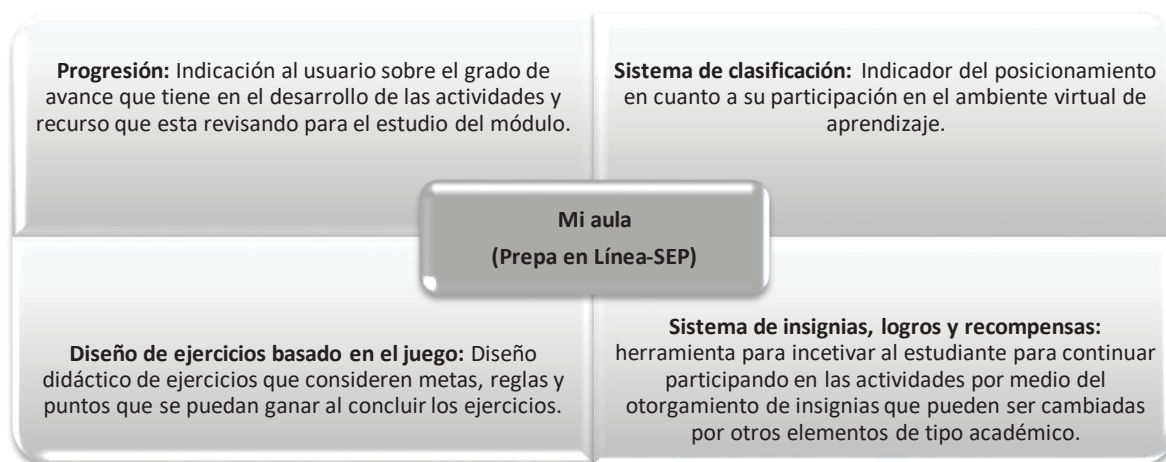 Progresión: Indicación al usuario sobre el grado de
avance que tiene en el desarrollo de las actividades y
recurso que esta revisando para el estudio del módulo.
Sistema de clasificación: Indicador del posicionamiento
en cuanto a su participación en el ambiente virtual de
aprendizaje.
Mi aula
(Prepa en Línea-SEP)
Diseño de ejercicios basado en el juego: Diseño
didáctico de ejercicios que consideren metas, reglas y
puntos que se puedan ganar al concluir los ejercicios.
Sistema de insignias, logros y recompensas:
herramienta para incetivar al estudiante para continuar
participando en las actividades por medio del
otorgamiento de insignias que pueden ser cambiadas
por otros elementos de tipo académico.